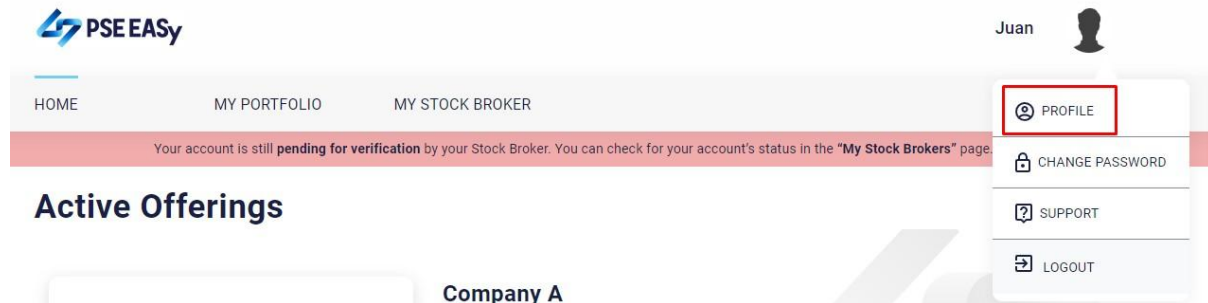 PSE EASy
Juan
HOME
MY PORTFOLIO
MY STOCK BROKER
PROFILE
Your account is still pending for verification by your Stock Broker. You can check for your account's status in the "My Stock Brokers" page.
CHANGE PASSWORD
Active Offerings
SUPPORT
LOGOUT
Company A